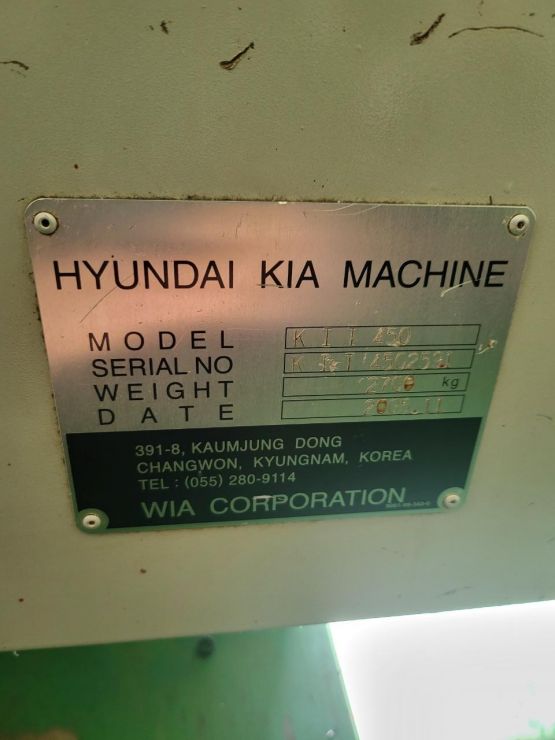 HYUNDAI KIA MACHINE
MODEL KIT 450
SERIAL NO
WEIGHT 2700 kg
DATE
391-8, KAUMJUNG DONG
CHANGWON, KYUNGNAM, KOREA
TEL : (055) 280-9114
WIA CORPORATION